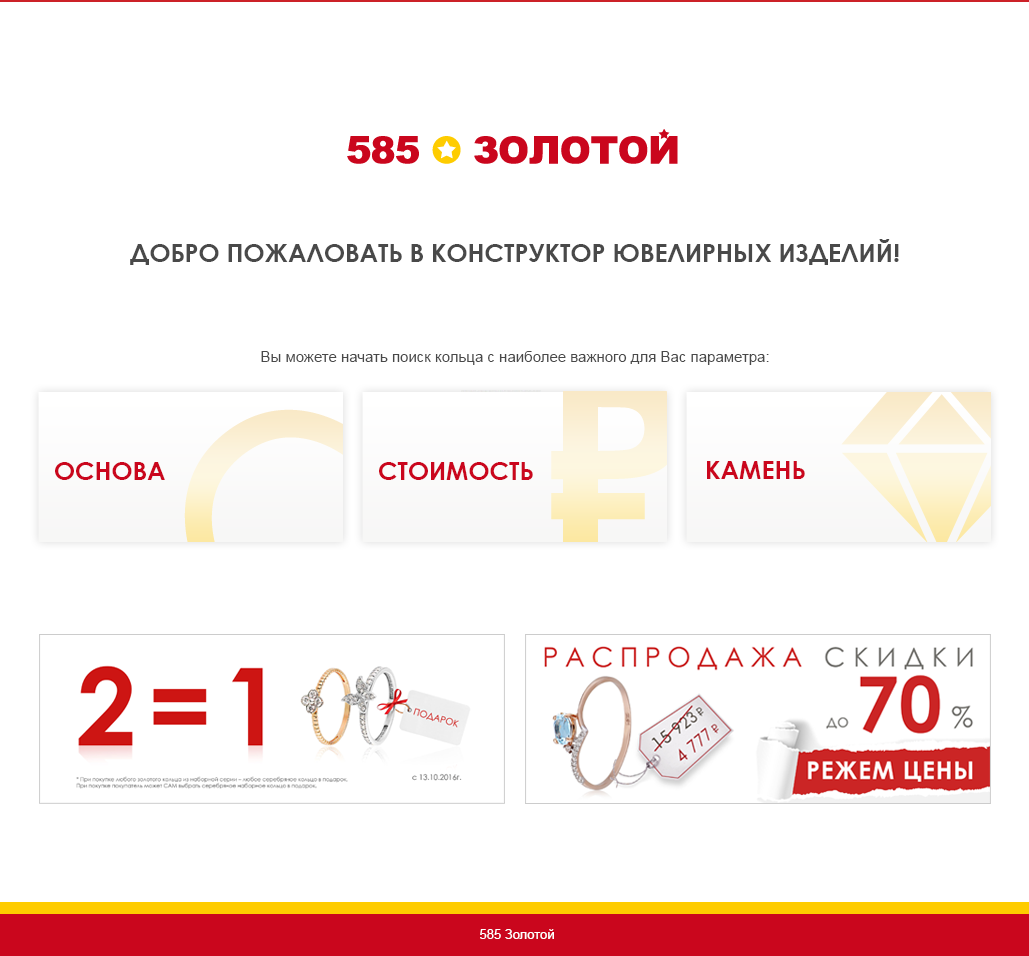 585 ЗОЛОТОЙ
ДОБРО ПОЖАЛОВАТЬ В КОНСТРУКТОР ЮВЕЛИРНЫХ ИЗДЕЛИЙ!
Вы можете начать поиск кольца с наиболее важного для Вас параметра:
ОСНОВА
СТОИМОСТЬ
КАМЕНЬ
2 = 1
ПОДАРОК
* При покупке любого золотого кольца из наборной серии – любое серебряное кольцо в подарок.
При покупке покупатель может САМ выбрать серебряное наборное кольцо в подарок.
с 13.10.2016г.
РАСПРОДАЖА СКИДКИ
ДО 70 %
15 923 ₽
4 777 ₽
РЕЖЕМ ЦЕНЫ
585 Золотой